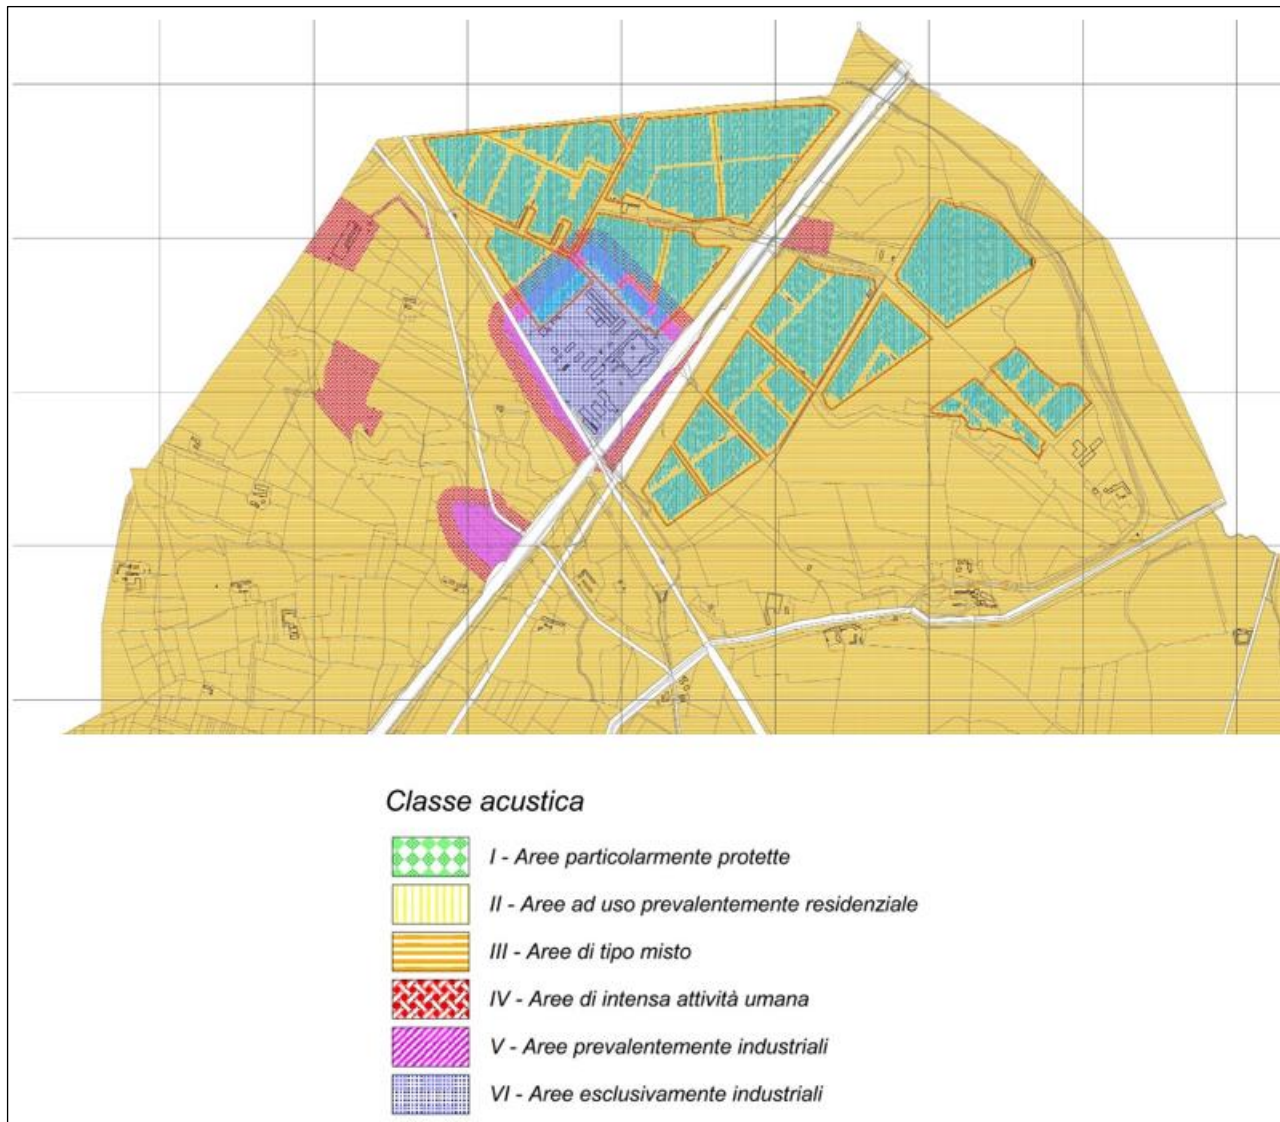 Classe acustica
I - Aree particolarmente protette
II - Aree ad uso prevalentemente residenziale
III - Aree di tipo misto
IV - Aree di intensa attività umana
V - Aree prevalentemente industriali
VI - Aree esclusivamente industriali